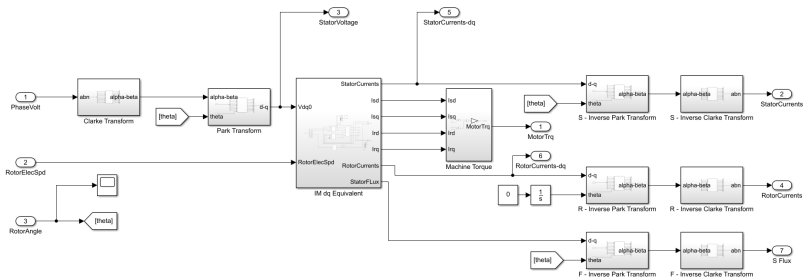 3
StatorVoltage
5
StatorCurrents-dq
1
PhaseVolt
abn
alpha-beta
Clarke Transform
alpha-beta
d-q
[theta]
theta
Park Transform
2
RotorElecSpd
3
RotorAngle
[theta]
Vdq0
RotorElecSpd
StatorCurrents
Isd
Isq
Ird
Irq
RotorCurrents
StatorFLux
IM dq Equivalent
Isd
Isq
Ird
Irq
MotorTrq
Machine Torque
1
MotorTrq
6
RotorCurrents-dq
d-q
alpha-beta
[theta]
theta
S - Inverse Park Transform
alpha-beta
abn
S - Inverse Clarke Transform
2
StatorCurrents
0
1
s
d-q
alpha-beta
theta
R - Inverse Park Transform
alpha-beta
abn
R - Inverse Clarke Transform
4
RotorCurrents
d-q
alpha-beta
[theta]
theta
F - Inverse Park Transform
alpha-beta
abn
F - Inverse Clarke Transform
7
S Flux